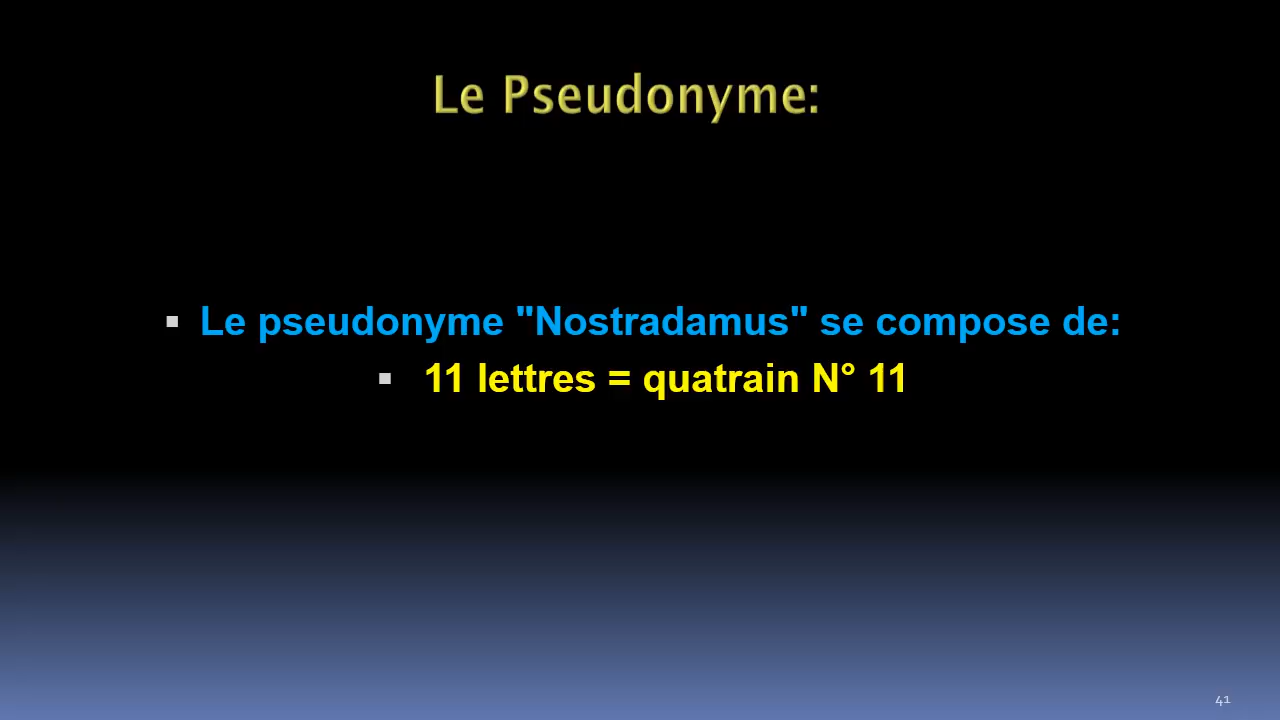 Le Pseudonyme:
▪ Le pseudonyme "Nostradamus" se compose de:
▪ 11 lettres = quatrain N° 11
41